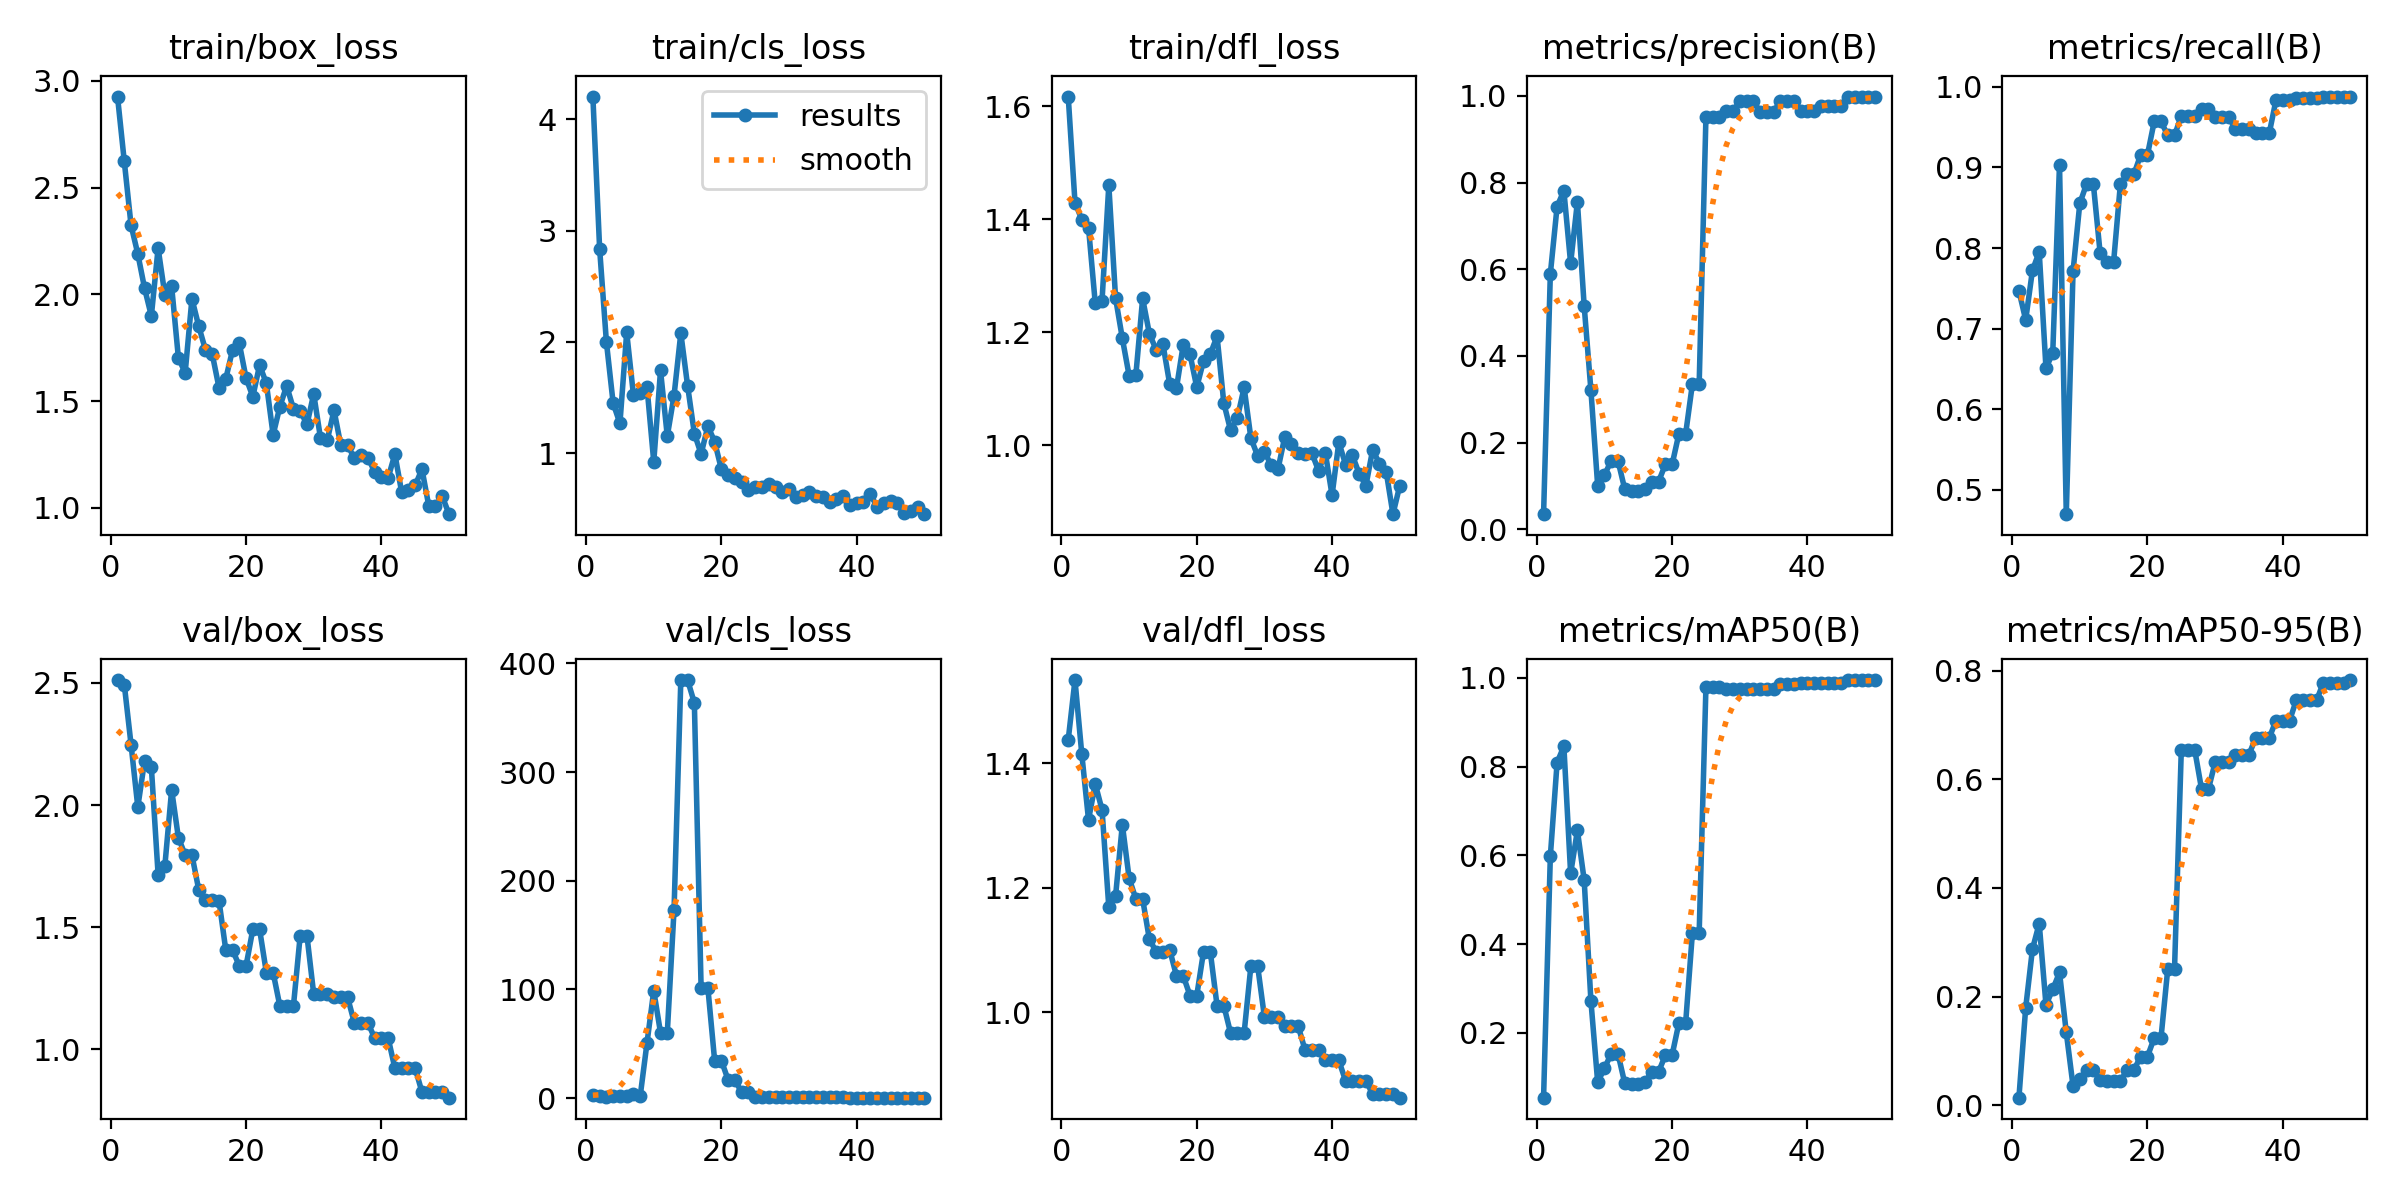 train/box_loss
3.0
2.5
2.0
1.5
1.0
0 20 40
train/cls_loss
results
smooth
4
3
2
1
0 20 40
train/dfl_loss
1.6
1.4
1.2
1.0
0 20 40
metrics/precision(B)
1.0
0.8
0.6
0.4
0.2
0.0
0 20 40
metrics/recall(B)
1.0
0.9
0.8
0.7
0.6
0.5
0 20 40
val/box_loss
2.5
2.0
1.5
1.0
0 20 40
val/cls_loss
400
300
200
100
0
0 20 40
val/dfl_loss
1.4
1.2
1.0
0 20 40
metrics/mAP50(B)
1.0
0.8
0.6
0.4
0.2
0 20 40
metrics/mAP50-95(B)
0.8
0.6
0.4
0.2
0.0
0 20 40